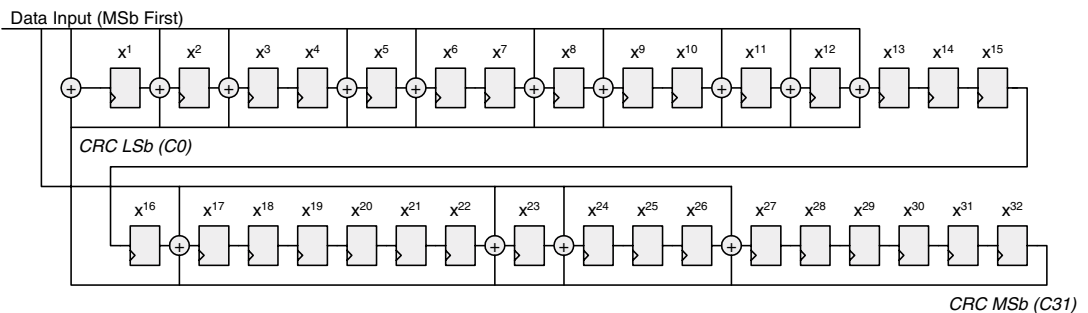 Data Input (MSb First)
x¹ x² x³ x⁴ x⁵ x⁶ x⁷ x⁸ x⁹ x¹⁰ x¹¹ x¹² x¹³ x¹⁴ x¹⁵
+ + + + + + + + + + +
CRC LSb (C0)
x¹⁶ x¹⁷ x¹⁸ x¹⁹ x²⁰ x²¹ x²² x²³ x²⁴ x²⁵ x²⁶ x²⁷ x²⁸ x²⁹ x³⁰ x³¹ x³²
+ + + +
CRC MSb (C31)